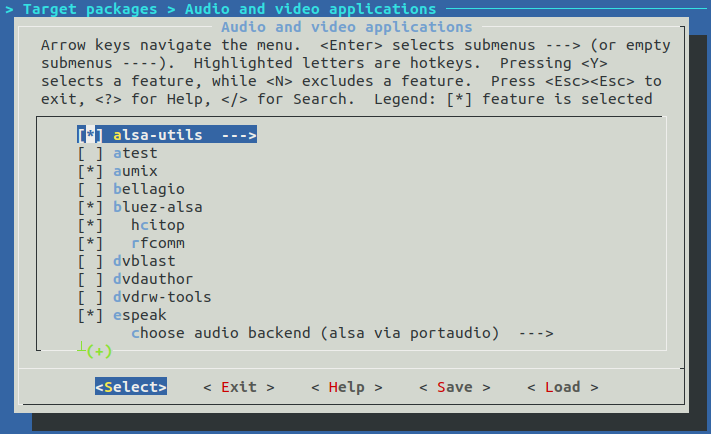 > Target packages > Audio and video applications
Audio and video applications
Arrow keys navigate the menu.  <Enter> selects submenus ---> (or empty
submenus ----).  Highlighted letters are hotkeys.  Pressing <Y>
selects a feature, while <N> excludes a feature.  Press <Esc><Esc> to
exit, <?> for Help, </> for Search.  Legend: [*] feature is selected
[*] alsa-utils  --->
[ ] atest
[*] aumix
[ ] bellagio
[*] bluez-alsa
[*]   hcitop
[*]   rfcomm
[ ] dvblast
[ ] dvdauthor
[ ] dvdrw-tools
[*] espeak
choose audio backend (alsa via portaudio)  --->
(+)
<Select>    < Exit >    < Help >    < Save >    < Load >